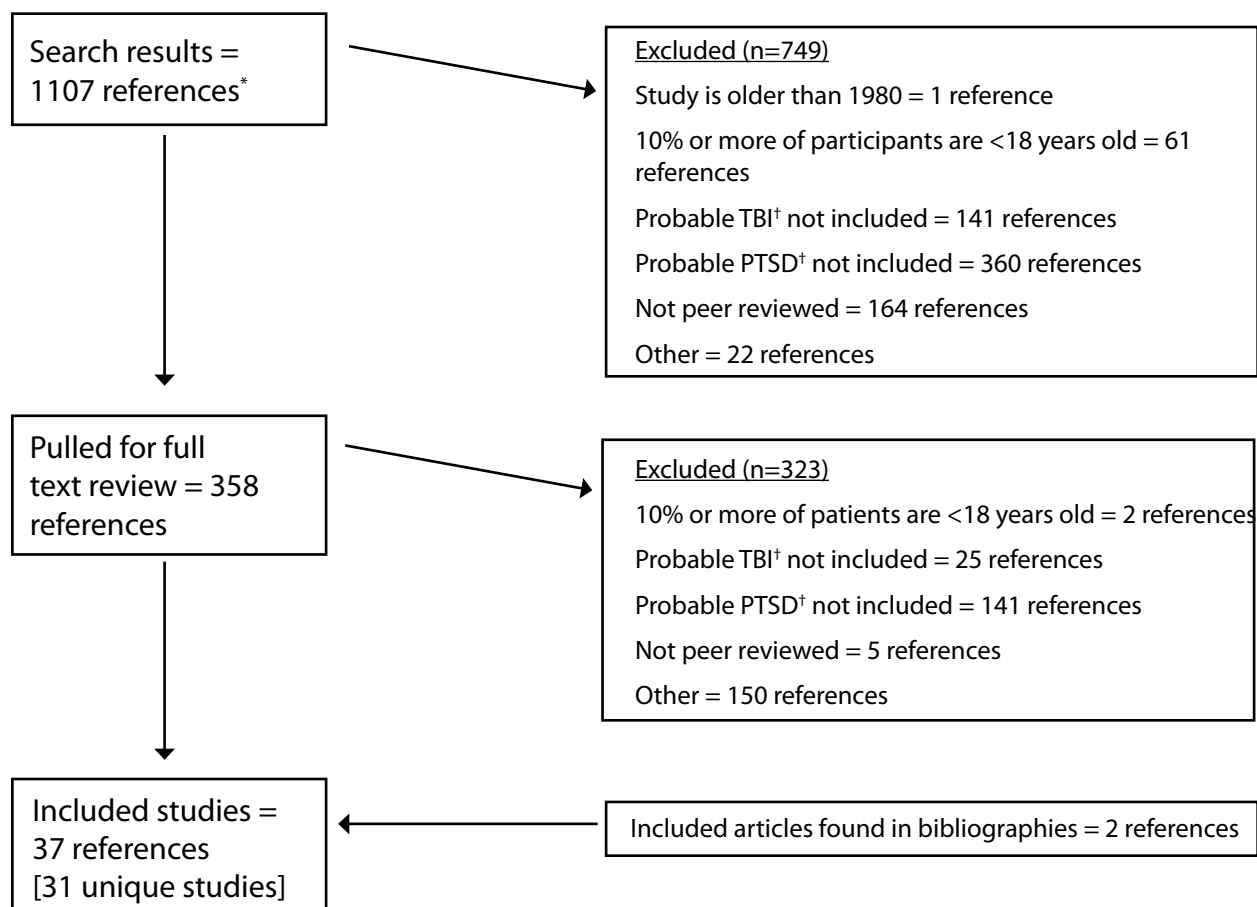 Search results =
1107 references*
Excluded (n=749)
Study is older than 1980 = 1 reference
10% or more of participants are <18 years old = 61
references
Probable TBI† not included = 141 references
Probable PTSD† not included = 360 references
Not peer reviewed = 164 references
Other = 22 references
Pulled for full
text review = 358
references
Excluded (n=323)
10% or more of patients are <18 years old = 2 references
Probable TBI† not included = 25 references
Probable PTSD† not included = 141 references
Not peer reviewed = 5 references
Other = 150 references
Included studies =
37 references
[31 unique studies]
Included articles found in bibliographies = 2 references